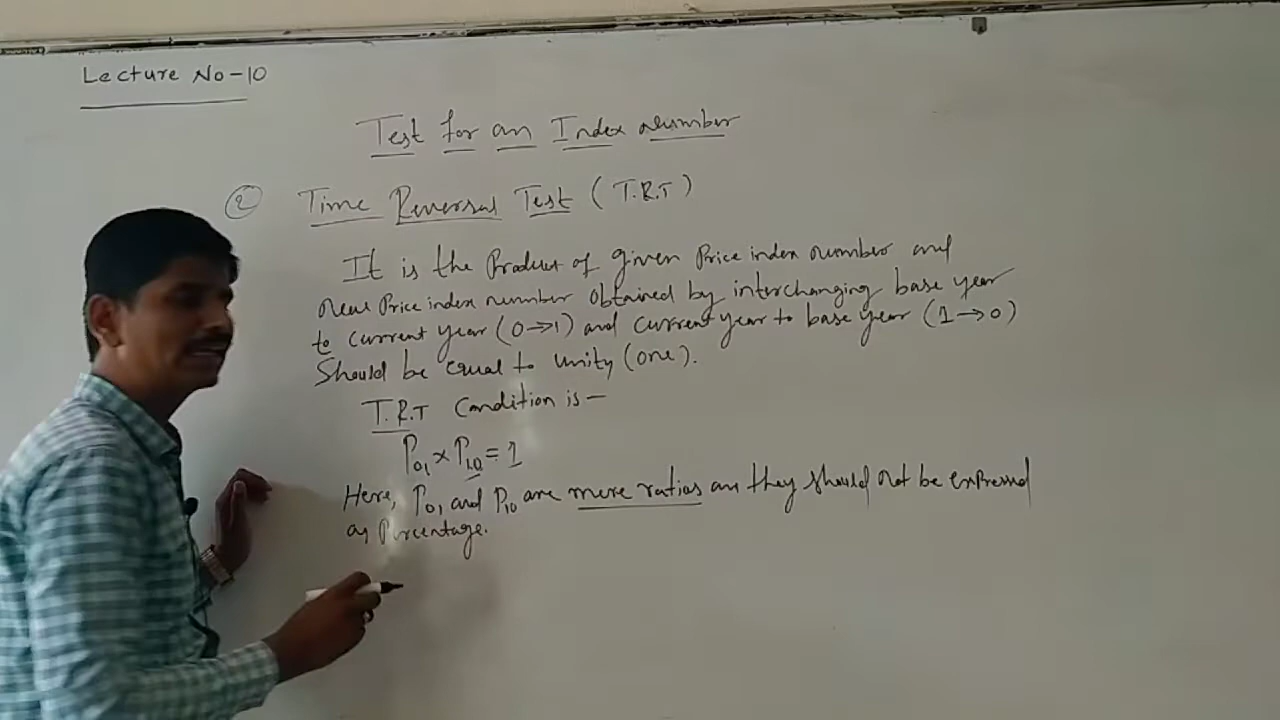 Lecture No-10
Test for an Index Number
② Time Reversal Test (T.R.T)
It is the Product of given Price index number and
new Price index number obtained by interchanging base year
to current year (0→1) and current year to base year (1→0)
Should be equal to unity (one).
T.R.T Condition is -
P₀₁ x P₁₀ = 1
Here, P₀₁ and P₁₀ are mere ratios an they should not be expressed
as Percentage.